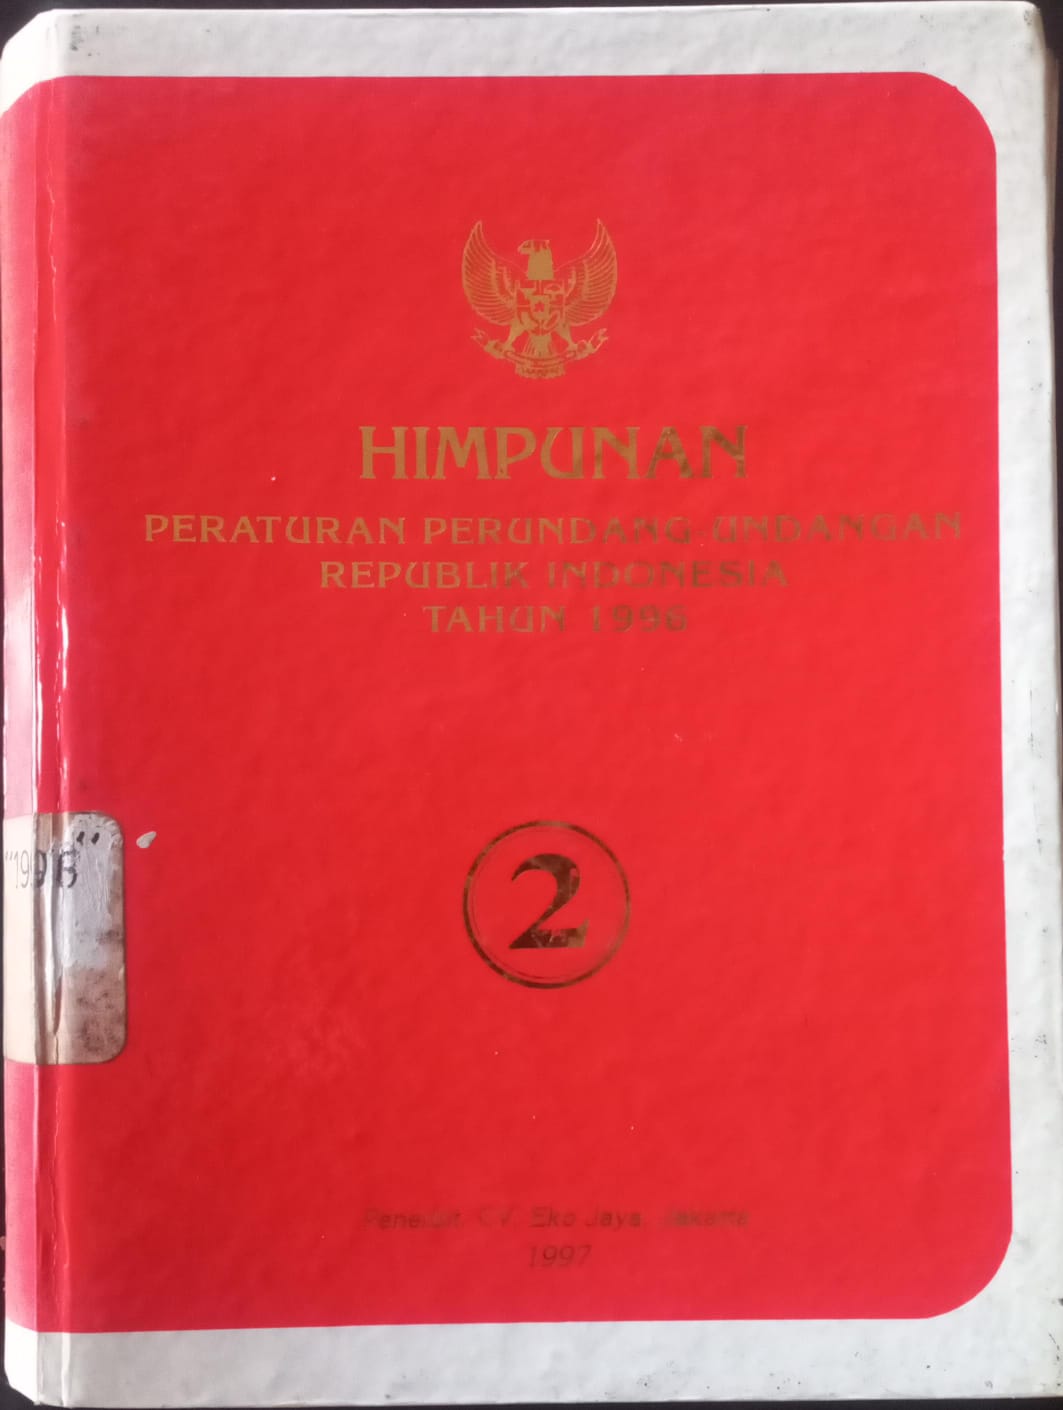 HIMPUNAN
PERATURAN PERUNDANG-UNDANGAN
REPUBLIK INDONESIA
TAHUN 1996
2
Penerbit. CV. Eko Jaya. Jakarta
1997